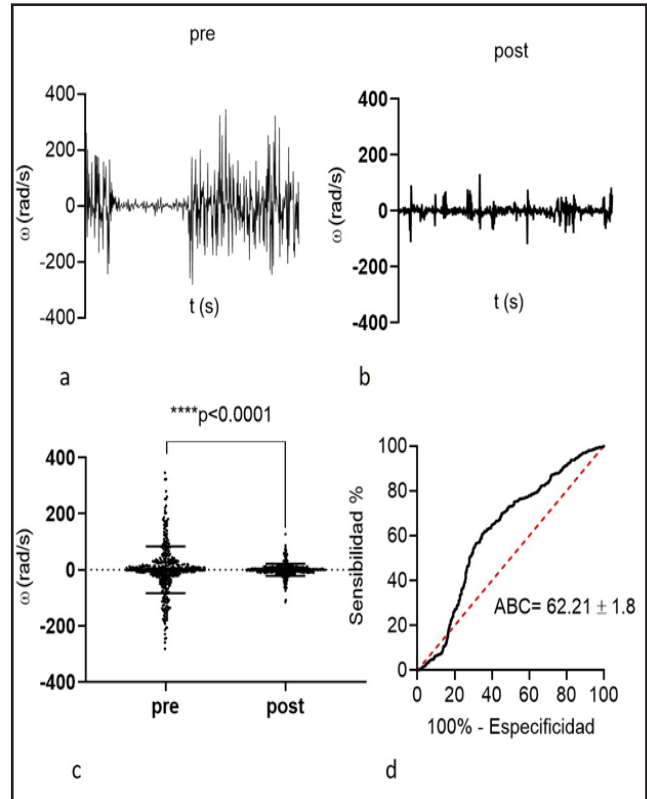 pre
post
400
200
0
-200
-400
ω (rad/s)
t (s)
400
200
0
-200
-400
ω (rad/s)
t (s)
a
b
****p<0.0001
400
200
0
-200
-400
ω (rad/s)
pre
post
100
80
60
40
20
0
Sensibilidad %
ABC= 62.21 ± 1.8
0
20
40
60
80
100
100% - Especificidad
c
d